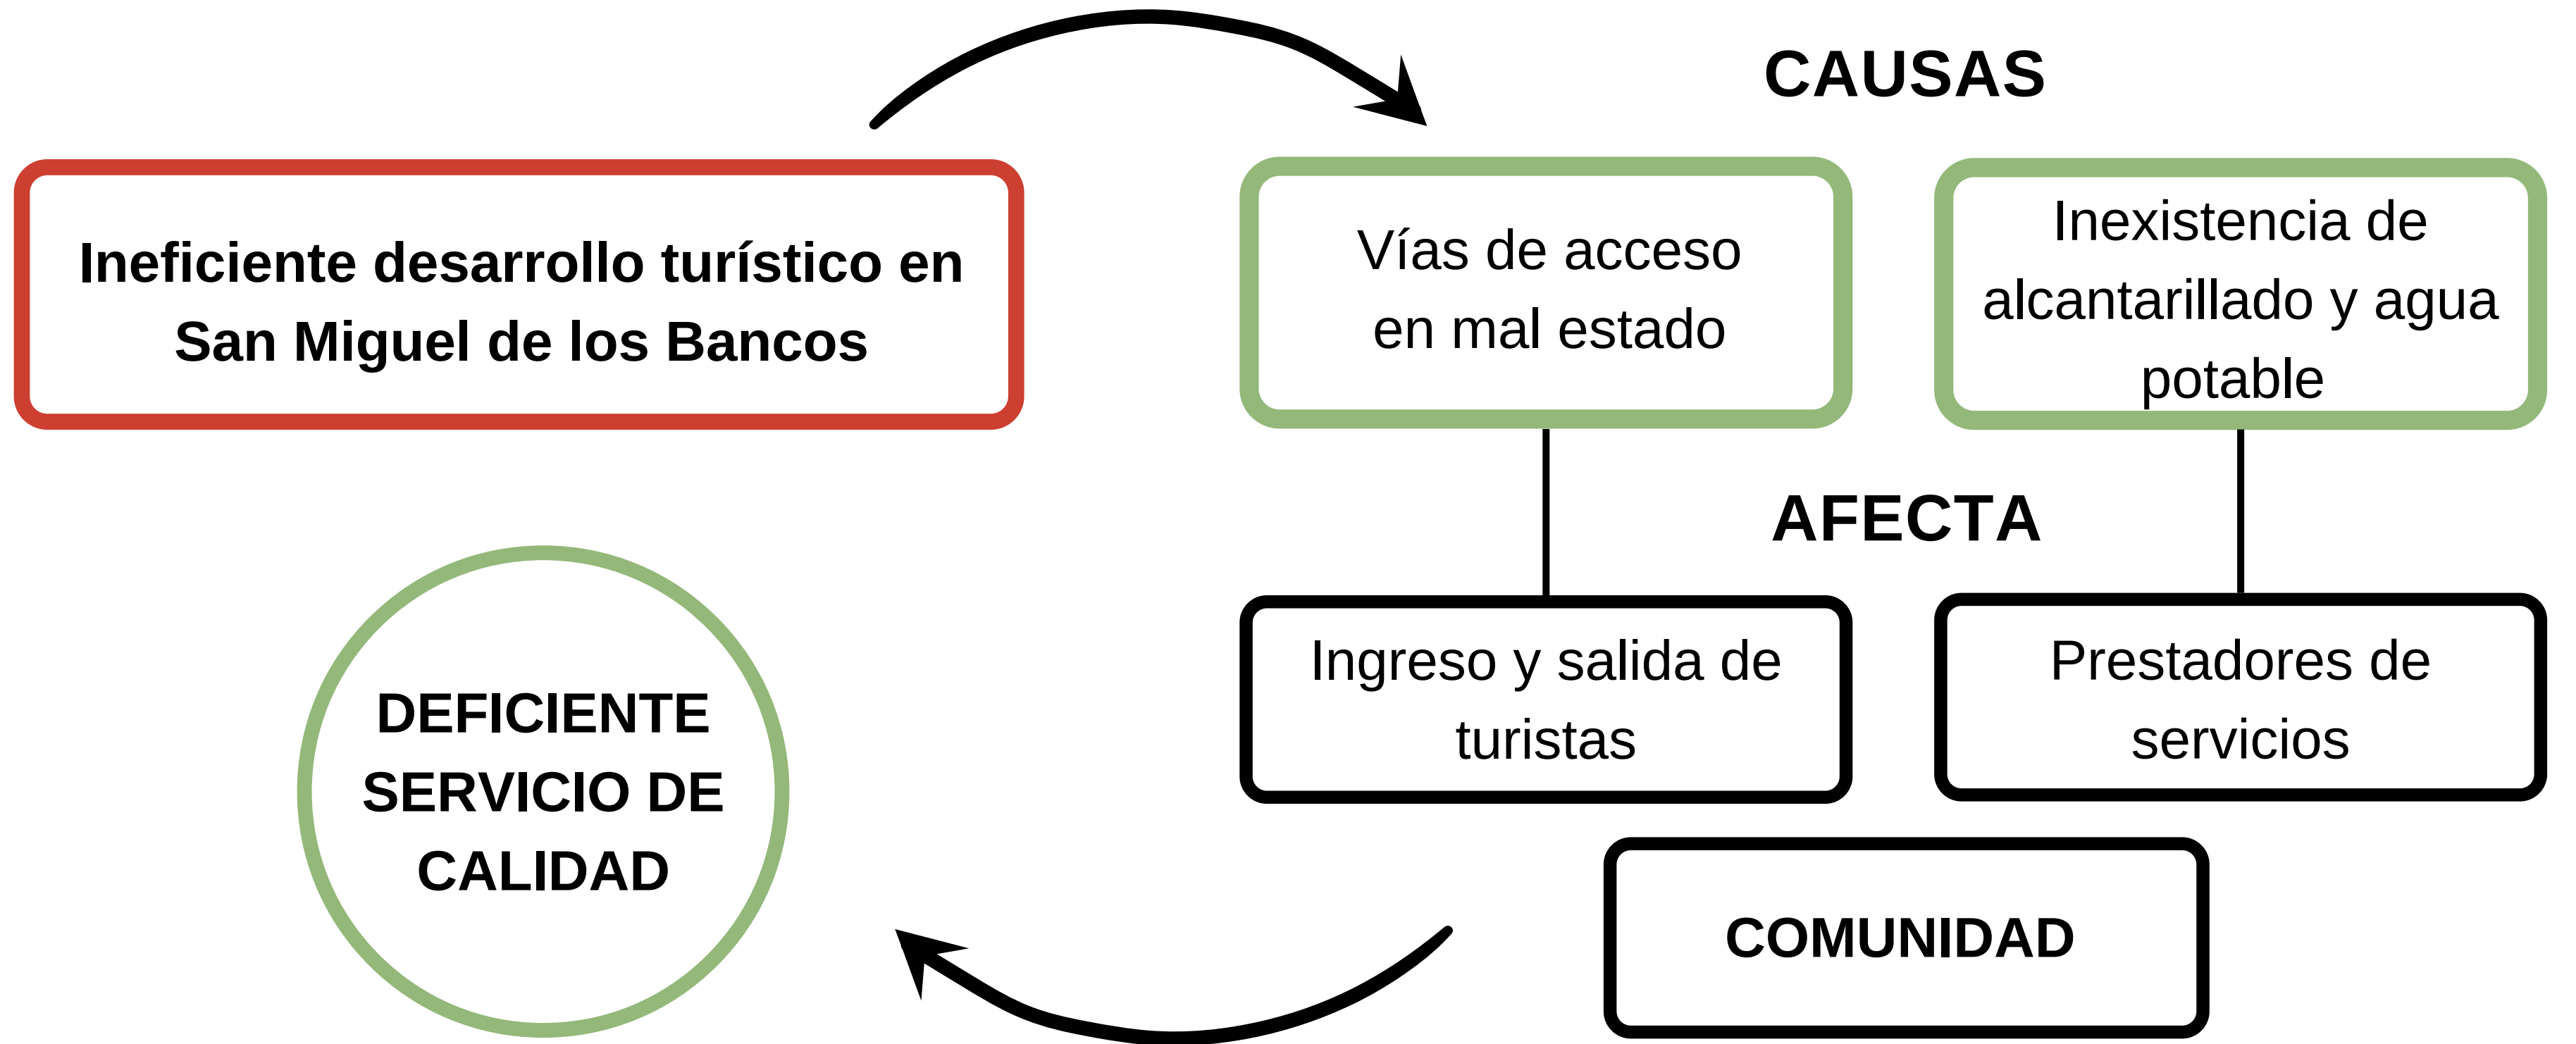 CAUSAS
Ineficiente desarrollo turístico en
San Miguel de los Bancos
Vías de acceso
en mal estado
Inexistencia de
alcantarillado y agua
potable
AFECTA
Ingreso y salida de
turistas
Prestadores de
servicios
COMUNIDAD
DEFICIENTE
SERVICIO DE
CALIDAD